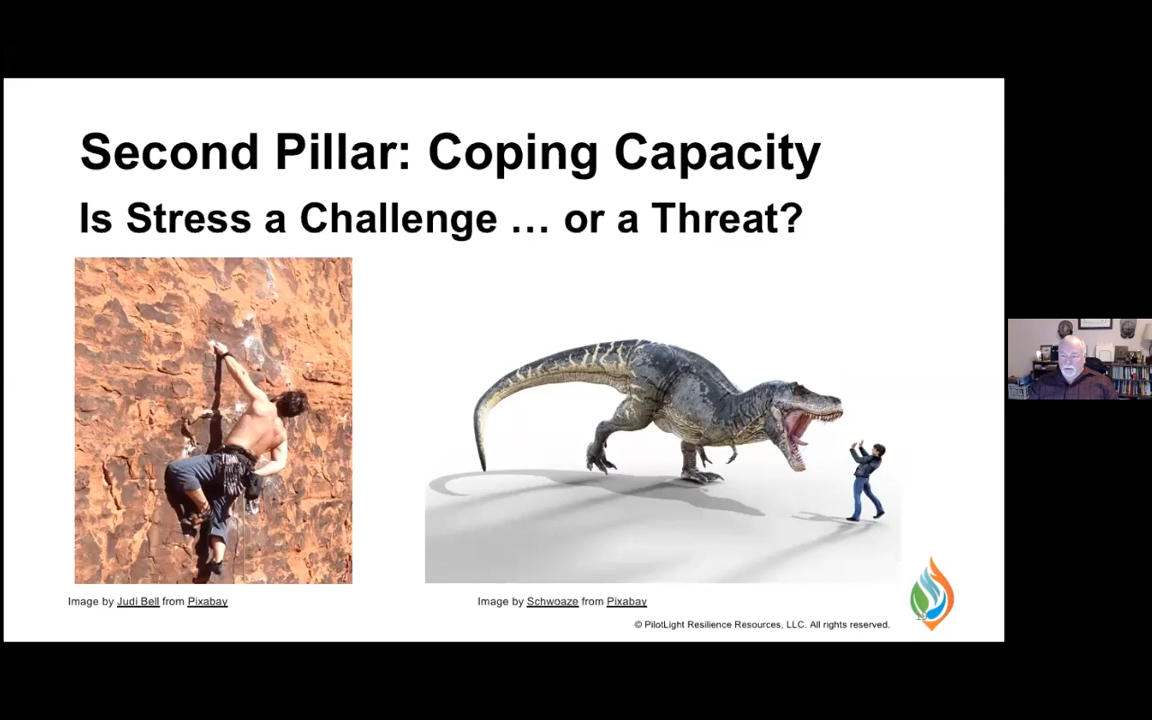 Second Pillar: Coping Capacity
Is Stress a Challenge … or a Threat?
Image by Judi Bell from Pixabay
Image by Schwoaze from Pixabay
© PilotLight Resilience Resources, LLC. All rights reserved.